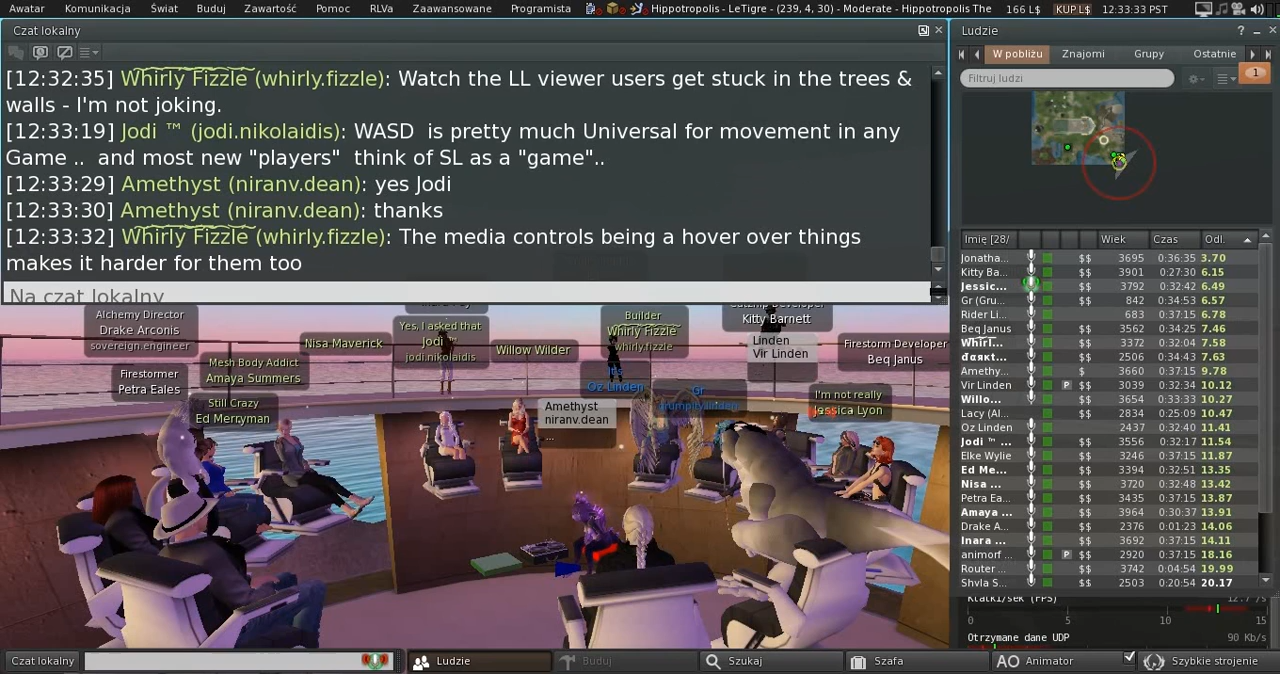 Awatar Komunikacja Świat Buduj Zawartość Pomoc RLVa Zaawansowane Programista Hippotropolis - LeTigre - (239, 4, 30) - Moderate - Hippotropolis The 166 L$ KUP L$ 12:33:33 PST
Czat lokalny
[12:32:35] Whirly Fizzle (whirly.fizzle): Watch the LL viewer users get stuck in the trees &
walls - I'm not joking.
[12:33:19] Jodi ™ (jodi.nikolaidis): WASD is pretty much Universal for movement in any
Game .. and most new "players" think of SL as a "game"..
[12:33:29] Amethyst (niranv.dean): yes Jodi
[12:33:30] Amethyst (niranv.dean): thanks
[12:33:32] Whirly Fizzle (whirly.fizzle): The media controls being a hover over things
makes it harder for them too
Na czat lokalny
Alchemy Director
Drake Arconis
sovereign.engineer
Nisa Maverick
Yes, I asked that
Jodi ™
jodi.nikolaidis
Willow Wilder
Builder
Whirly Fizzle
whirly.fizzle
Kitty Barnett
Linden
Vir Linden
Firestorm Developer
Beq Janus
Mesh Body Addict
Amaya Summers
Firestormer
Petra Eales
Still Crazy
Ed Merryman
It's
Oz Linden
Gr
Amethyst
niranv.dean
...
I'm not really
Jessica Lyon
Ludzie
W pobliżu Znajomi Grupy Ostatnie
Filtruj ludzi
1
Imię [28/ Wiek Czas Odl.
Jonatha... $$ 3695 0:36:35 3.70
Kitty Ba... $$ 3901 0:27:30 6.15
Jessic... $$ 3792 0:32:42 6.49
Gr (Gru... $$ 842 0:34:53 6.57
Rider Li... 683 0:37:15 6.78
Beq Janus $$ 3562 0:34:25 7.46
Whirl... $$ 3372 0:32:04 7.58
$$ 2506 0:34:43 7.63
Amethy... $ 3660 0:37:15 9.78
Vir Linden P $$ 3039 0:32:34 10.12
Willo... $$ 3654 0:33:33 10.27
Lacy (Al... $$ 2834 0:25:09 10.47
Oz Linden 2437 0:32:40 11.41
Jodi ™ ... $$ 3556 0:32:17 11.54
Elke Wylie $$ 3246 0:37:15 11.87
Ed Me... $$ 3394 0:32:51 13.35
Nisa ... $$ 3720 0:32:48 13.42
Petra Ea... $$ 3435 0:37:15 13.87
Amaya ... $$ 3964 0:30:37 13.91
Drake A... $$ 2376 0:01:23 14.06
Inara ... $$ 3692 0:37:15 14.11
animorf ... P $$ 2920 0:37:15 18.16
Router ... $$ 3742 0:04:54 19.99
Shvla S... $$ 2503 0:20:54 20.17
Klatki/sek (FPS) 12.7 /s
0 5 10 15
Otrzymane dane UDP 90 Kb/s
Czat lokalny Ludzie Buduj Szukaj Szafa AO Animator Szybkie strojenie